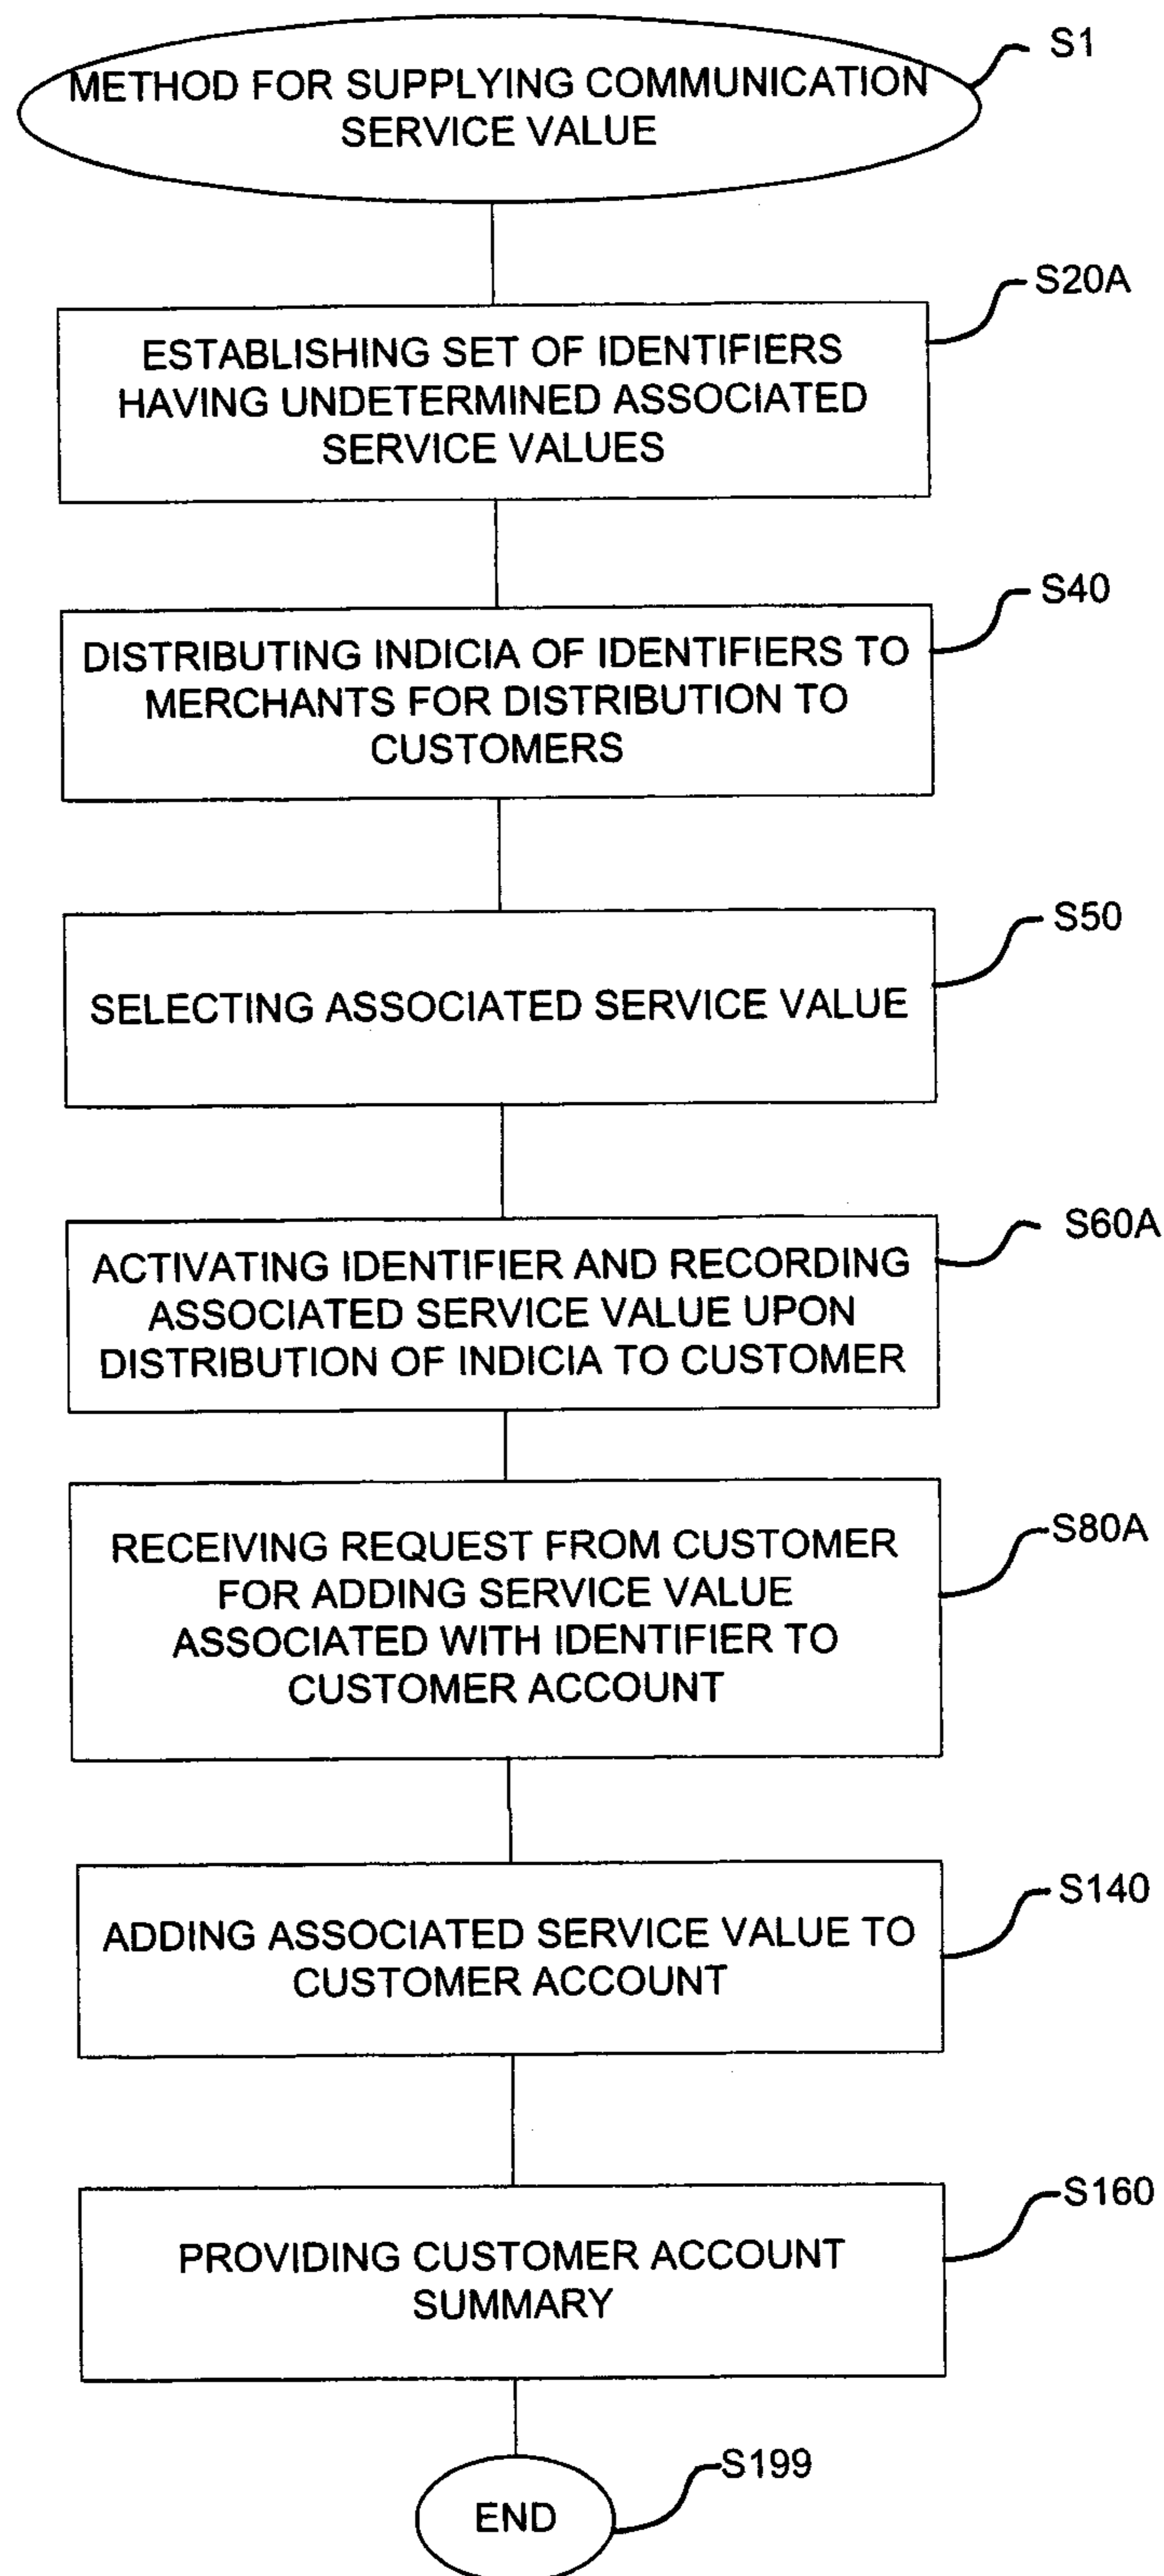 S1
METHOD FOR SUPPLYING COMMUNICATION
SERVICE VALUE
S20A
ESTABLISHING SET OF IDENTIFIERS
HAVING UNDETERMINED ASSOCIATED
SERVICE VALUES
S40
DISTRIBUTING INDICIA OF IDENTIFIERS TO
MERCHANTS FOR DISTRIBUTION TO
CUSTOMERS
S50
SELECTING ASSOCIATED SERVICE VALUE
S60A
ACTIVATING IDENTIFIER AND RECORDING
ASSOCIATED SERVICE VALUE UPON
DISTRIBUTION OF INDICIA TO CUSTOMER
S80A
RECEIVING REQUEST FROM CUSTOMER
FOR ADDING SERVICE VALUE
ASSOCIATED WITH IDENTIFIER TO
CUSTOMER ACCOUNT
S140
ADDING ASSOCIATED SERVICE VALUE TO
CUSTOMER ACCOUNT
S160
PROVIDING CUSTOMER ACCOUNT
SUMMARY
S199
END